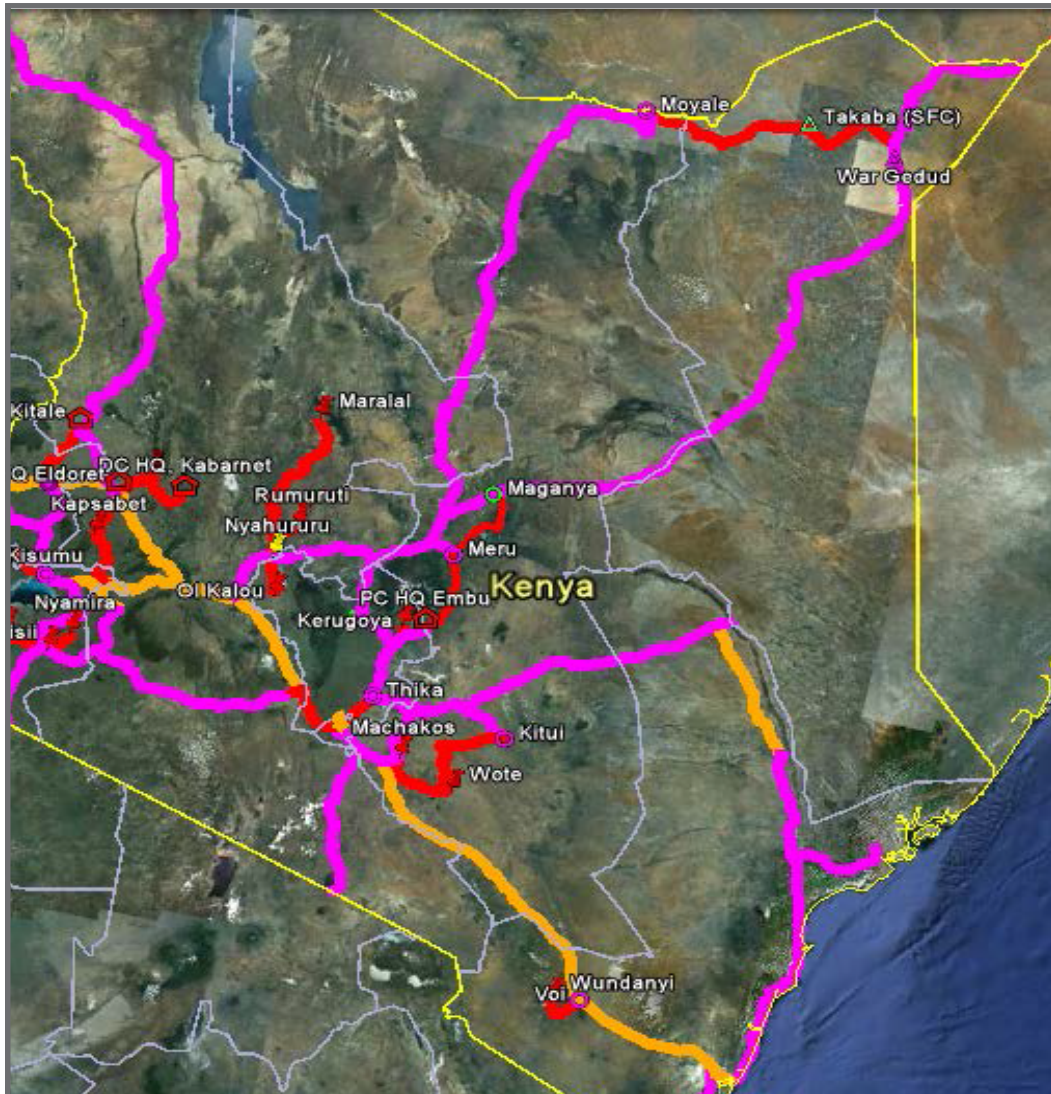 Moyale
Takaba (SFC)
War Gedud
Kitale
Maralal
Q Eldoret
DC HQ, Kabarnet
Kapsabet
Rumuruti
Maganya
Nyahururu
Kisumu
Meru
Kenya
Nyamira
Ol Kalou
PC HQ Embu
Kerugoya
isii
Thika
Machakos
Kitui
Wote
Voi
Wundanyi